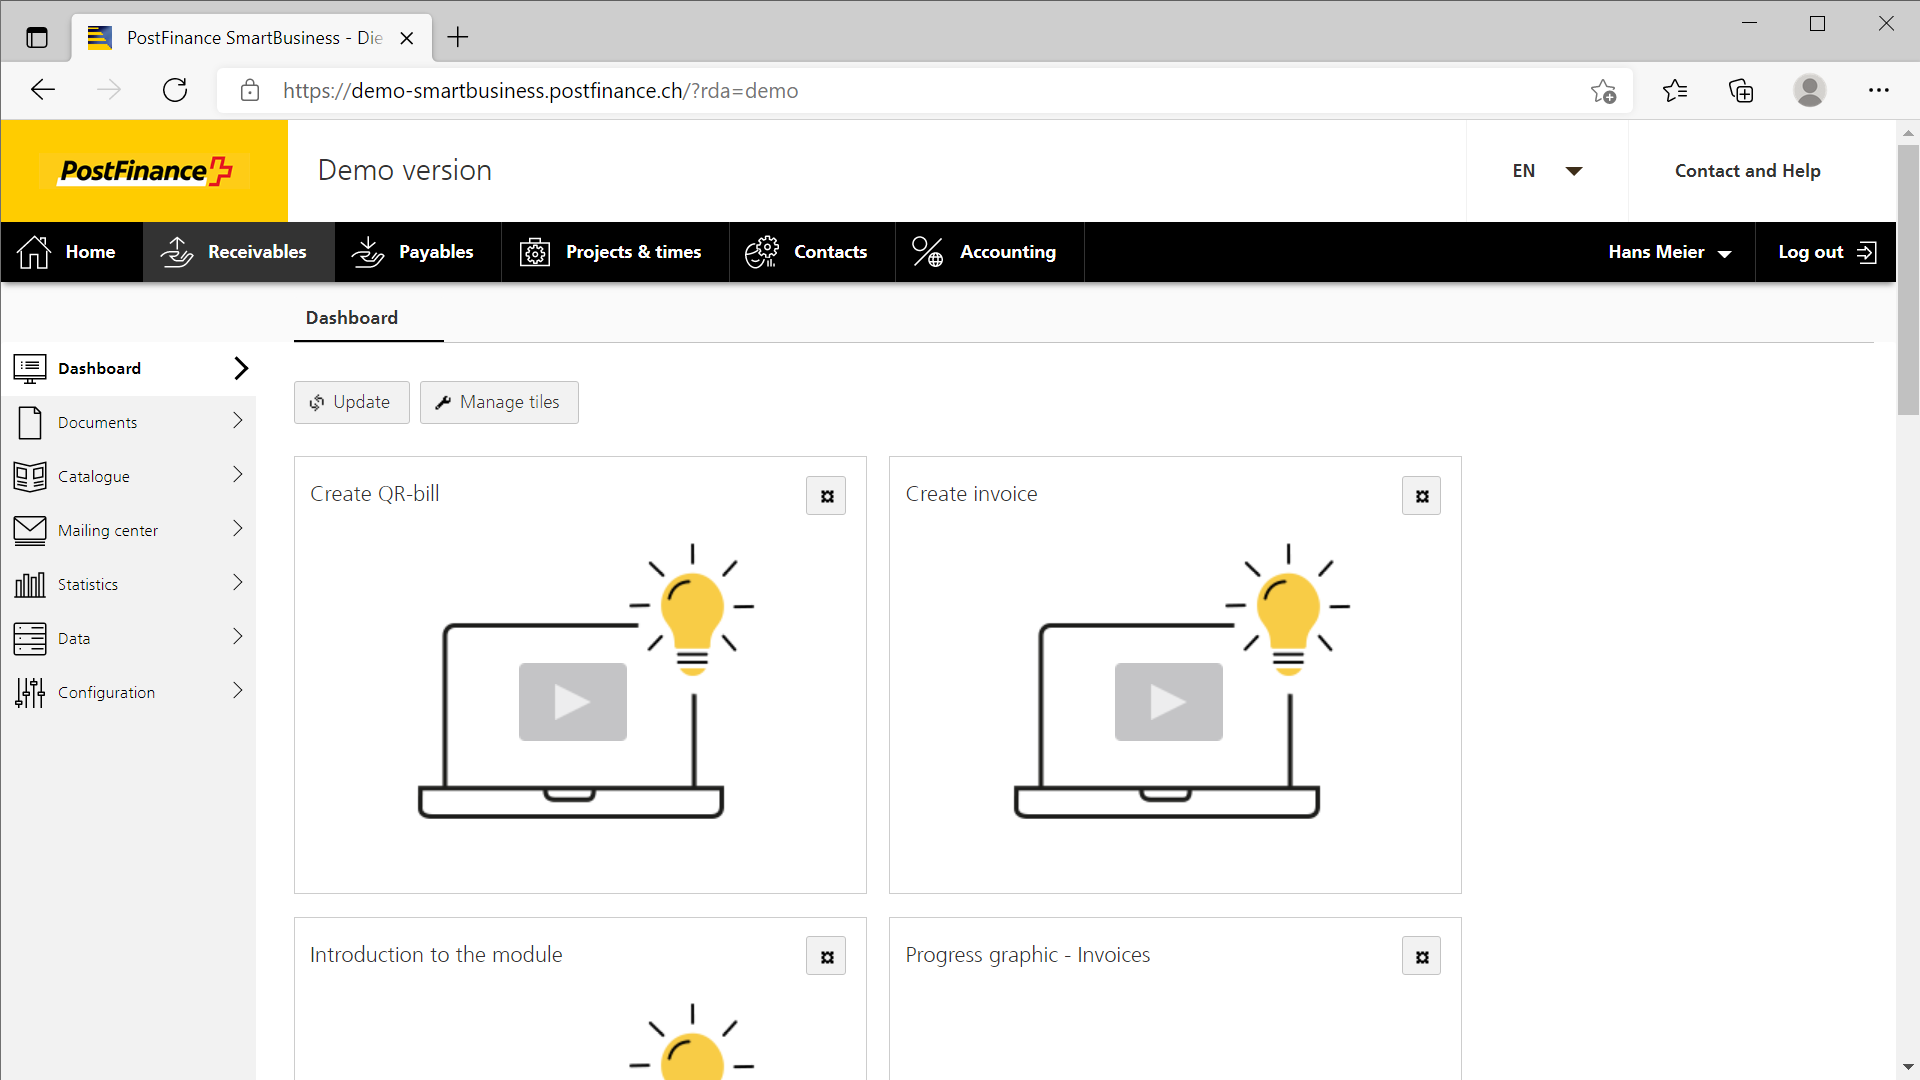 PostFinance SmartBusiness - Die
https://demo-smartbusiness.postfinance.ch/?rda=demo
PostFinance
Demo version
EN
Contact and Help
Home
Receivables
Payables
Projects & times
Contacts
Accounting
Hans Meier
Log out
Dashboard
Dashboard
Documents
Catalogue
Mailing center
Statistics
Data
Configuration
Update
Manage tiles
Create QR-bill
Create invoice
Introduction to the module
Progress graphic - Invoices